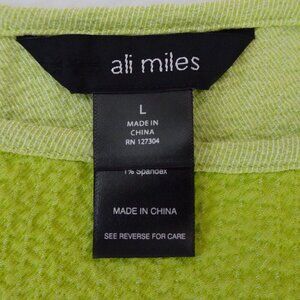 ali miles
L
MADE IN
CHINA
RN 127304
1% Spandex
MADE IN CHINA
SEE REVERSE FOR CARE